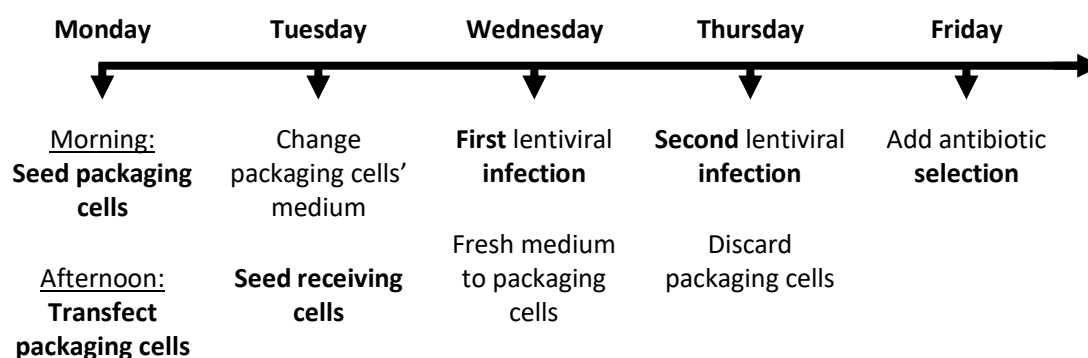 Monday
Tuesday
Wednesday
Thursday
Friday
Morning:
Seed packaging
cells
Afternoon:
Transfect
packaging cells
Change
packaging cells'
medium
Seed receiving
cells
First lentiviral
infection
Fresh medium
to packaging
cells
Second lentiviral
infection
Discard
packaging cells
Add antibiotic
selection